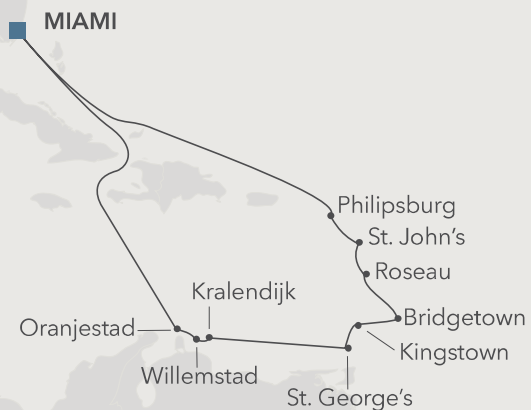 MIAMI
Philipsburg
St. John's
Roseau
Kralendijk
Bridgetown
Oranjestad
Kingstown
Willemstad
St. George's